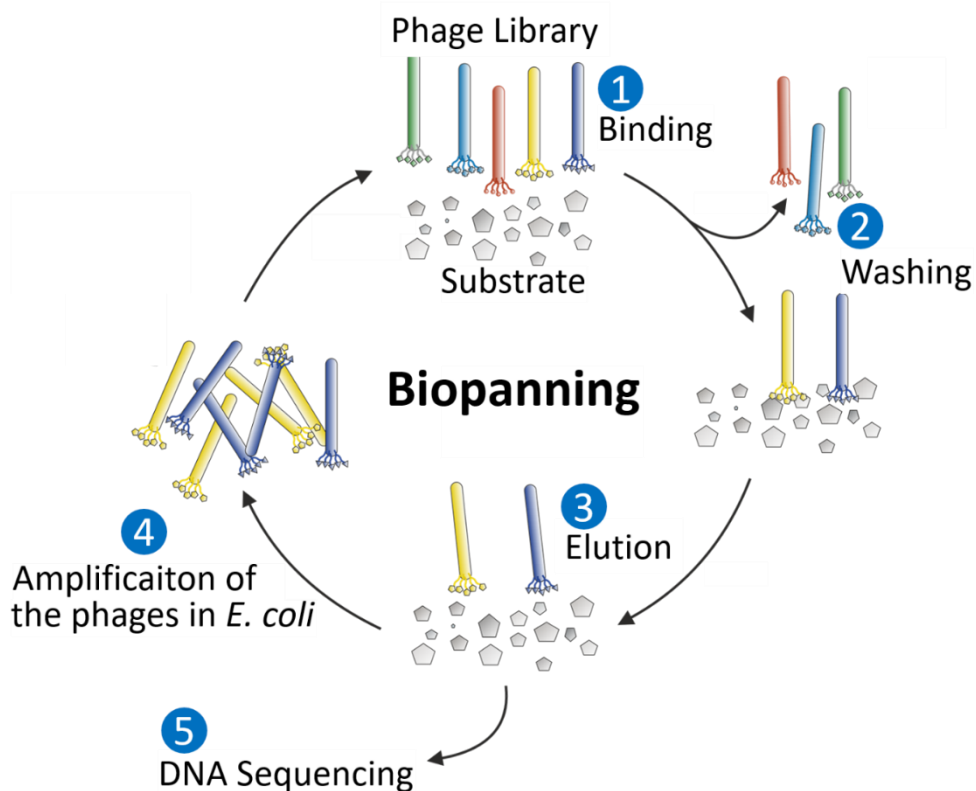 Phage Library
1
Binding
2
Washing
Substrate
Biopanning
3
Elution
4
Amplificaiton of
the phages in E. coli
5
DNA Sequencing